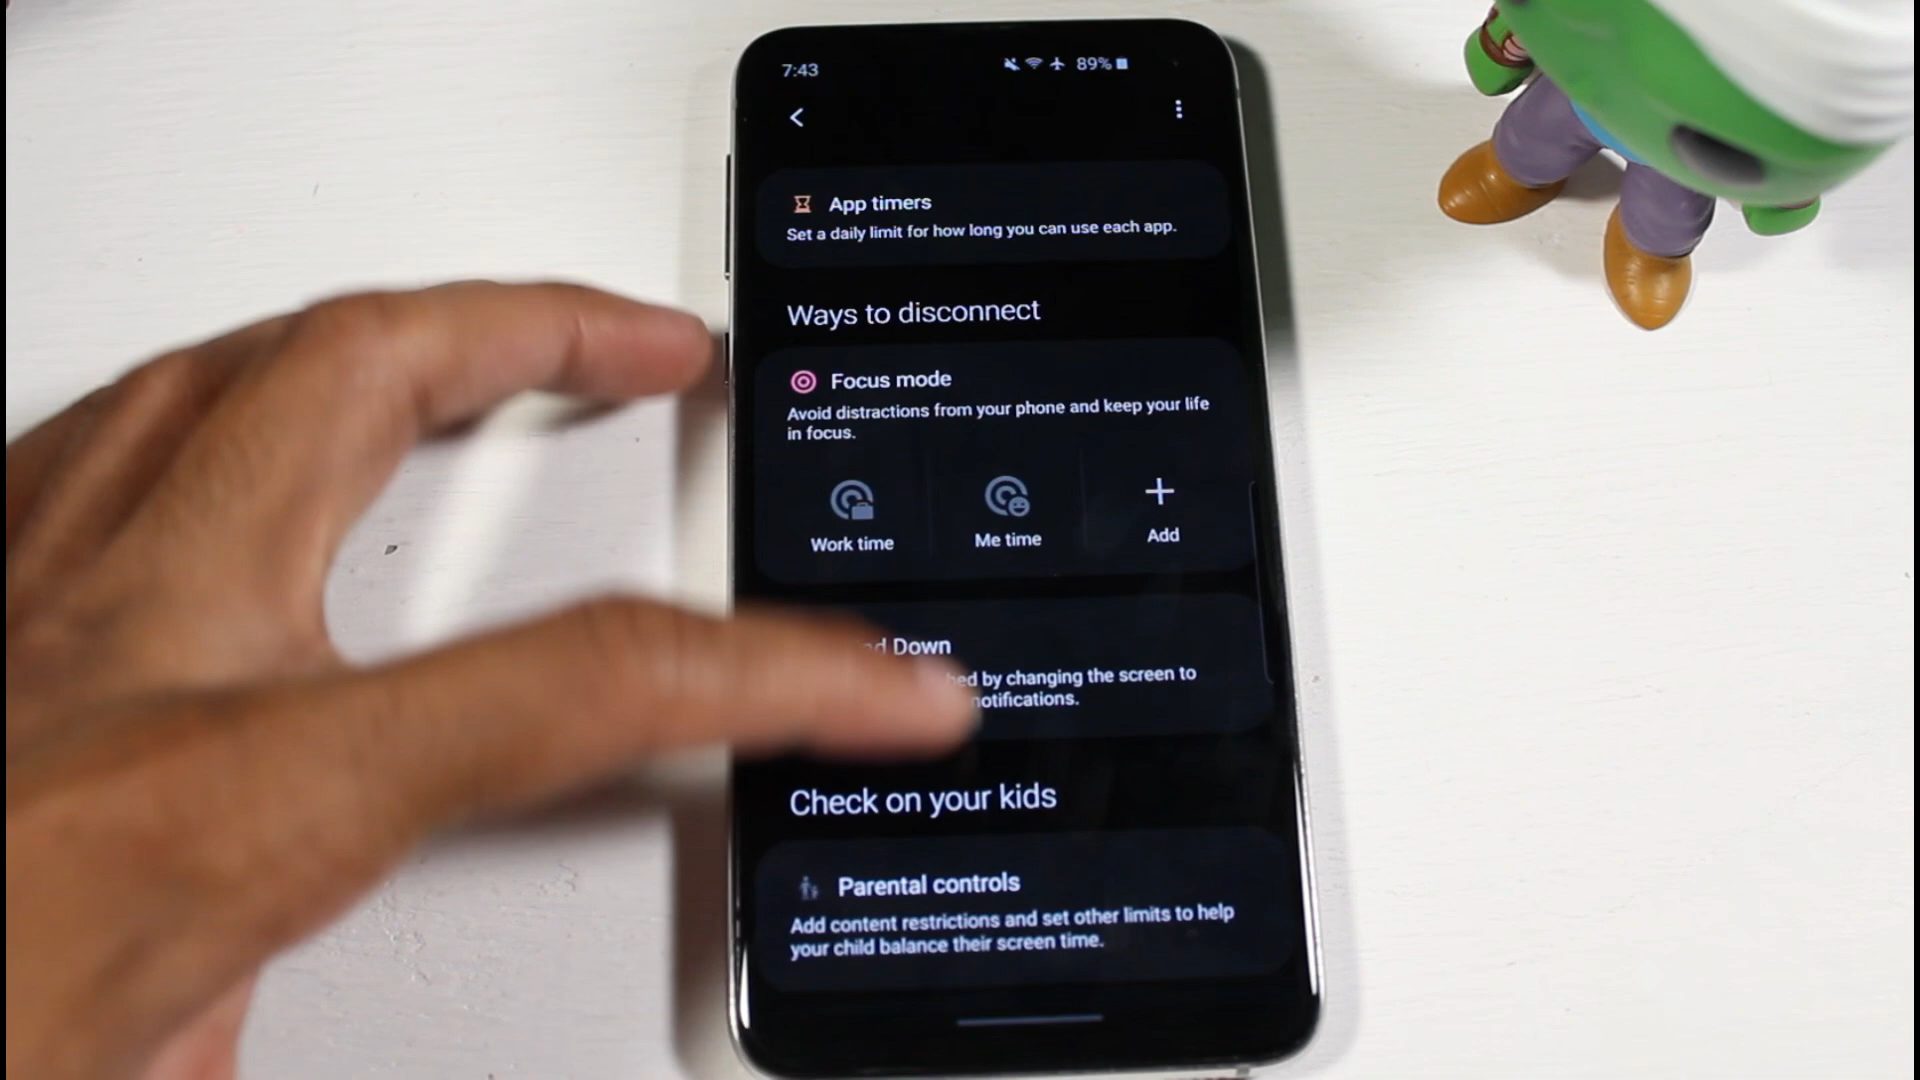 7:43
89%
App timers
Set a daily limit for how long you can use each app.
Ways to disconnect
Focus mode
Avoid distractions from your phone and keep your life
in focus.
Work time
Me time
Add
Down
by changing the screen to
notifications.
Check on your kids
Parental controls
Add content restrictions and set other limits to help
your child balance their screen time.